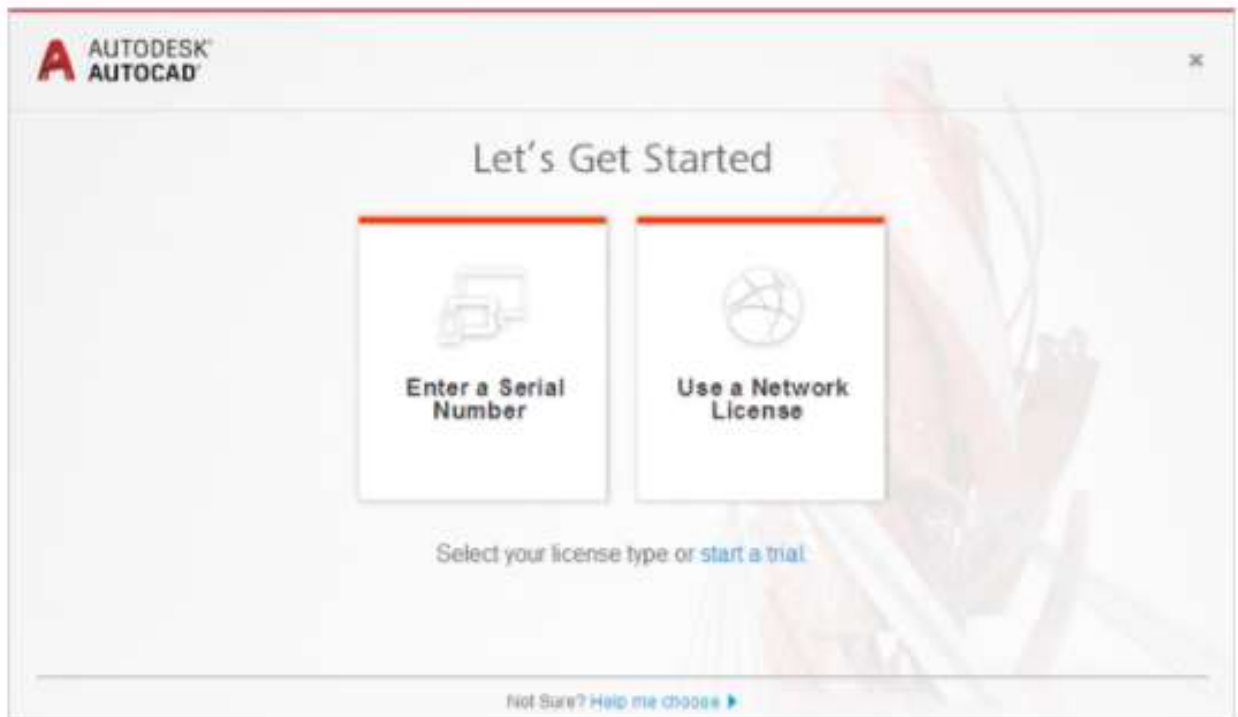 AUTODESK®
AUTOCAD®
Let's Get Started
Enter a Serial
Number
Use a Network
License
Select your license type or start a trial
Not Sure? Help me choose